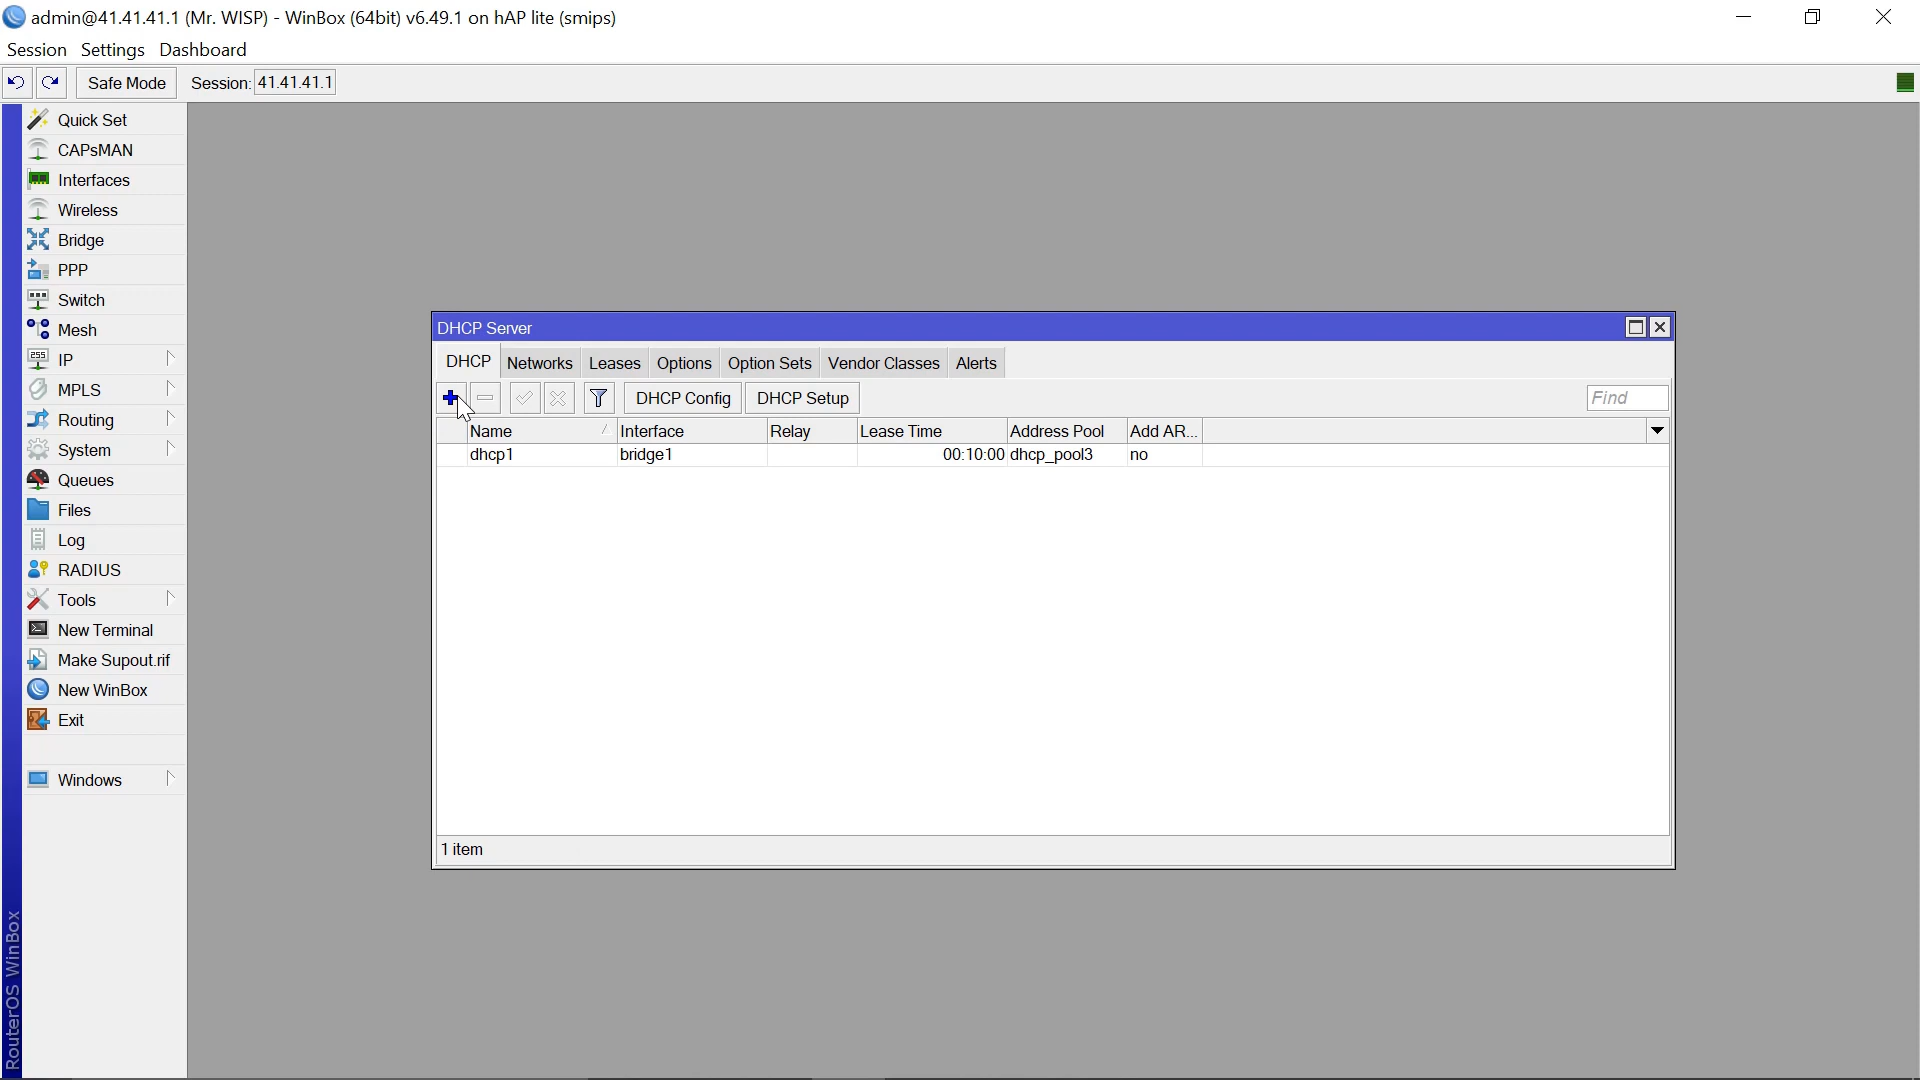 admin@41.41.41.1 (Mr. WISP) - WinBox (64bit) v6.49.1 on hAP lite (smips)
Session Settings Dashboard
Safe Mode Session: 41.41.41.1
Quick Set
CAPsMAN
Interfaces
Wireless
Bridge
PPP
Switch
Mesh
255 IP
MPLS
Routing
System
Queues
Files
Log
RADIUS
Tools
New Terminal
Make Supout.rif
New WinBox
Exit
Windows
RouterOS WinBox
DHCP Server
DHCP Networks Leases Options Option Sets Vendor Classes Alerts
DHCP Config DHCP Setup Find
Name Interface Relay Lease Time Address Pool Add AR...
dhcp1 bridge1 00:10:00 dhcp_pool3 no
1 item